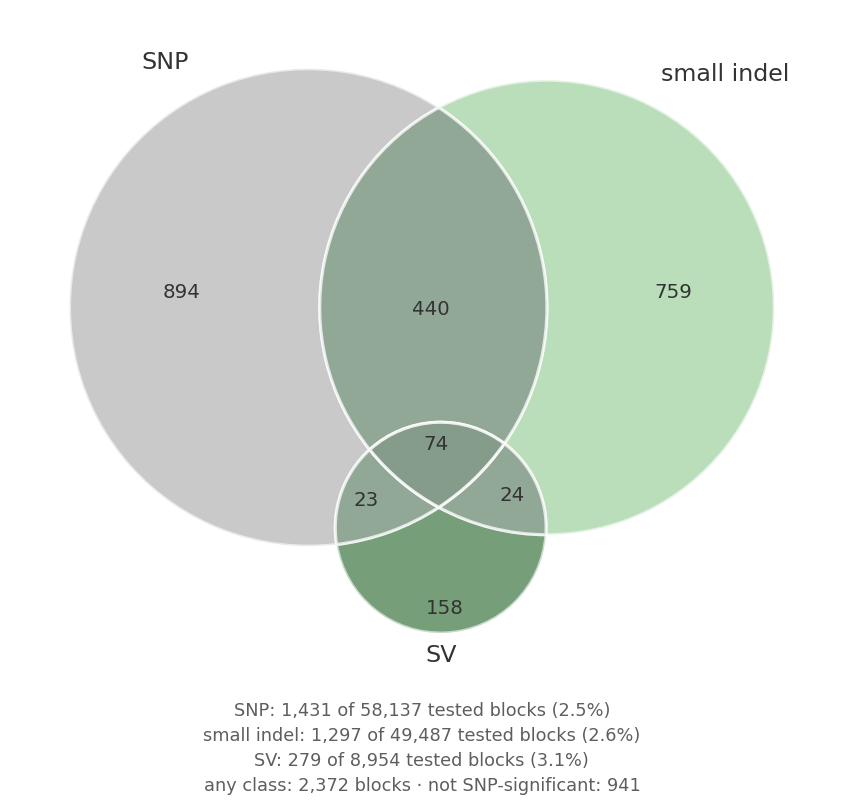 SNP
small indel
894
440
759
74
23
24
158
SV
SNP: 1,431 of 58,137 tested blocks (2.5%)
small indel: 1,297 of 49,487 tested blocks (2.6%)
SV: 279 of 8,954 tested blocks (3.1%)
any class: 2,372 blocks · not SNP-significant: 941